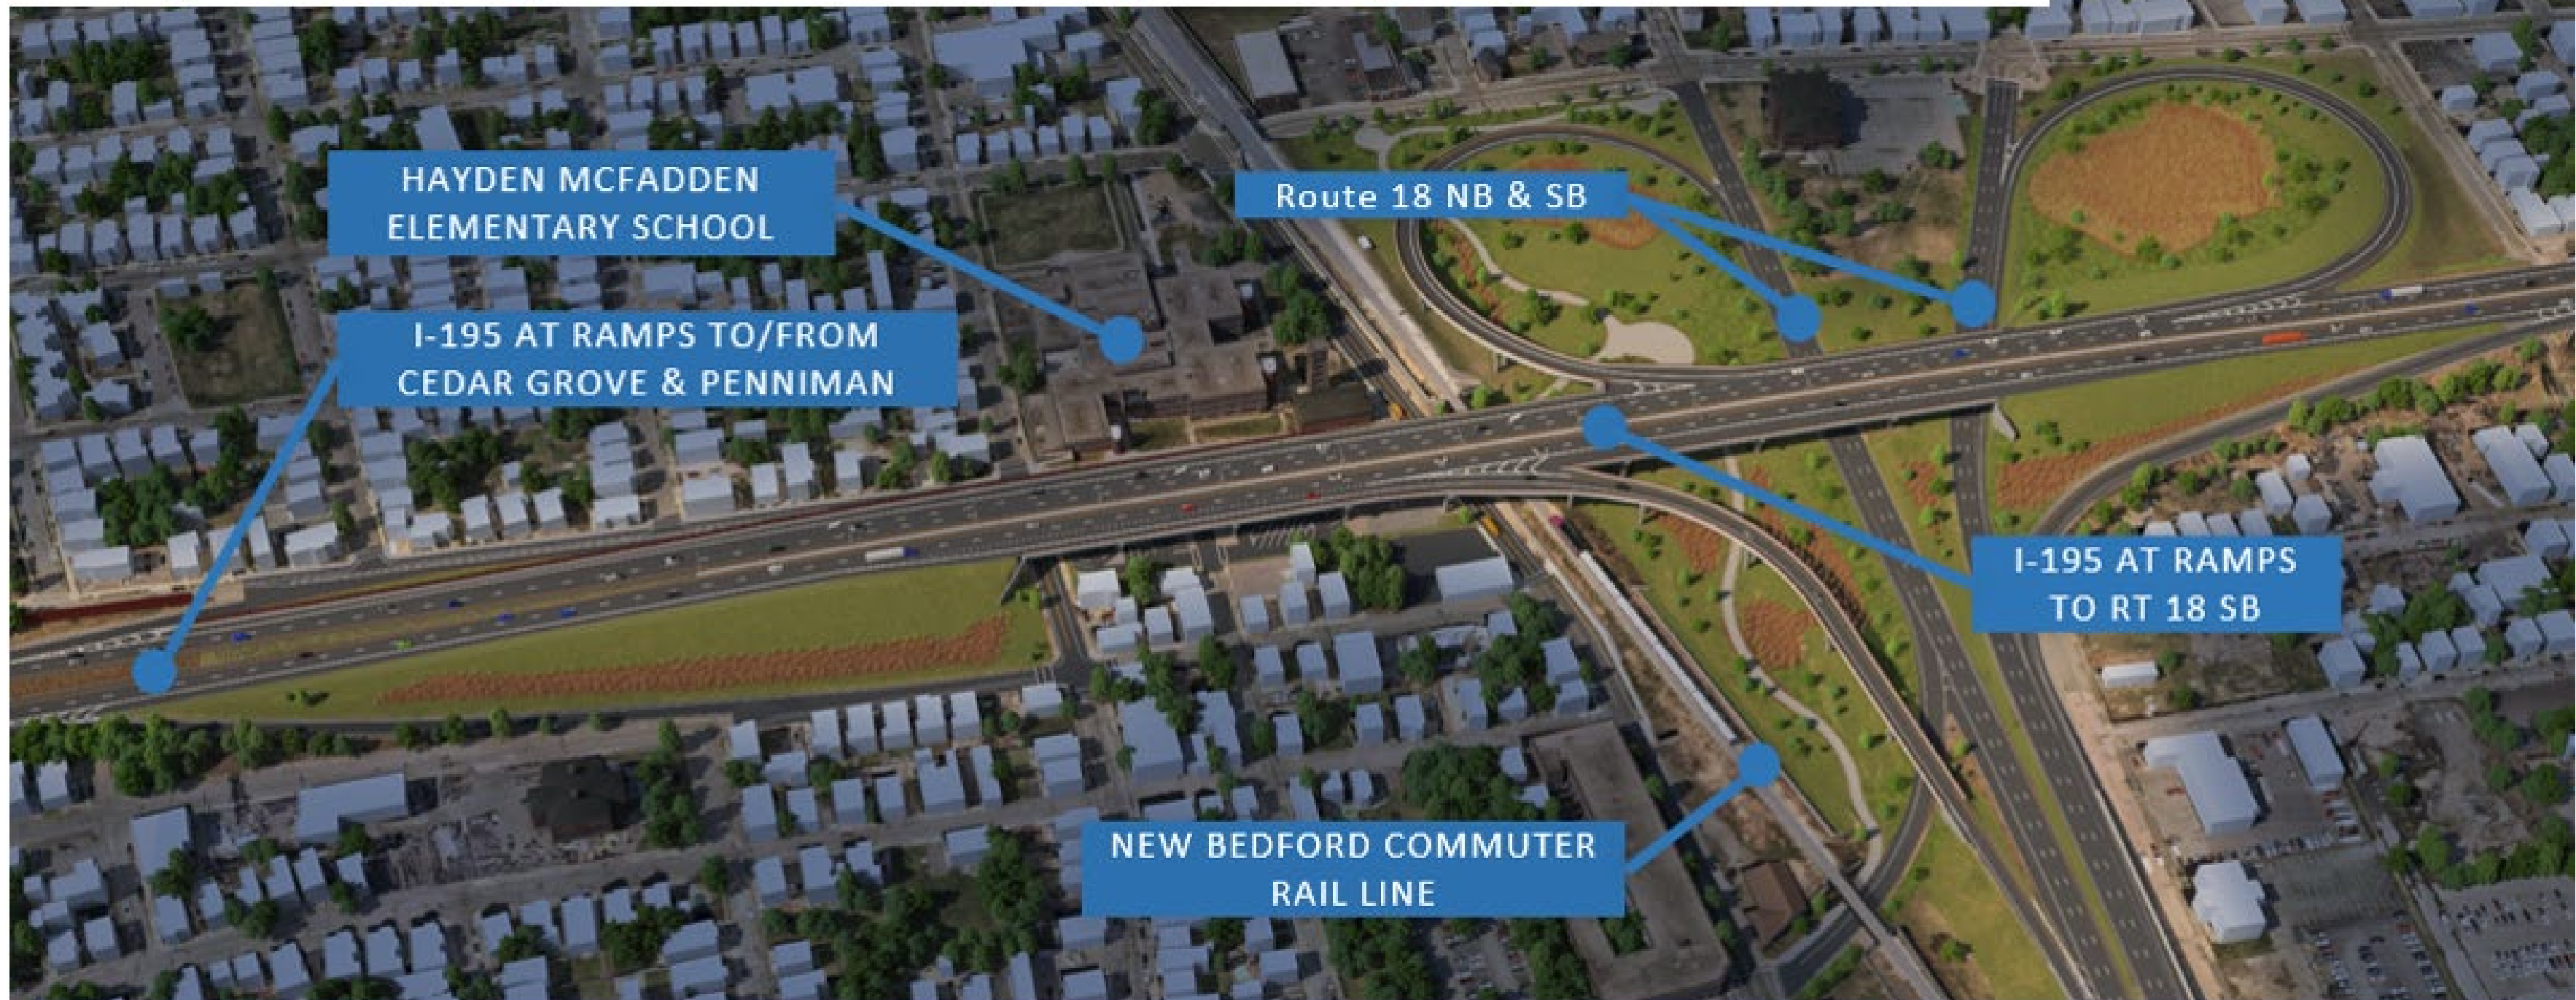 HAYDEN MCFADDEN
ELEMENTARY SCHOOL
Route 18 NB & SB
I-195 AT RAMPS TO/FROM
CEDAR GROVE & PENNIMAN
I-195 AT RAMPS
TO RT 18 SB
NEW BEDFORD COMMUTER
RAIL LINE